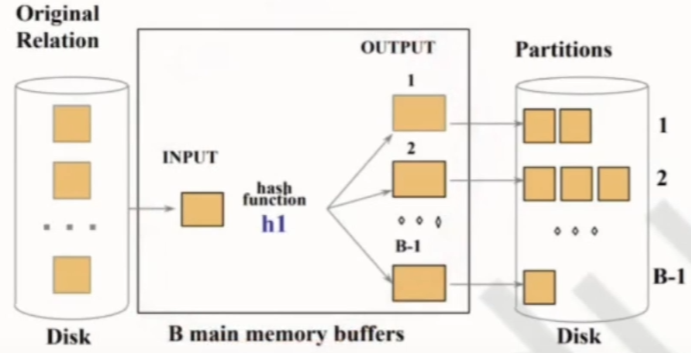 Original
Relation
OUTPUT
Partitions
1
1
INPUT
2
2
hash
function
h1
B-1
B-1
Disk
B main memory buffers
Disk